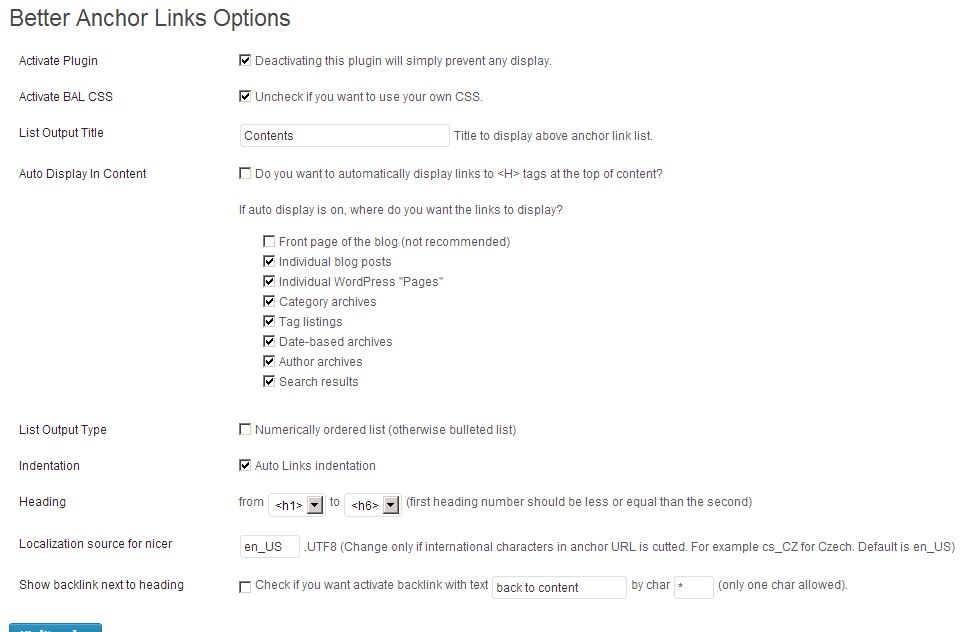 Better Anchor Links Options
Activate Plugin Deactivating this plugin will simply prevent any display.
Activate BAL CSS Uncheck if you want to use your own CSS.
List Output Title Contents Title to display above anchor link list.
Auto Display In Content Do you want to automatically display links to <H> tags at the top of content?
If auto display is on, where do you want the links to display?
Front page of the blog (not recommended)
Individual blog posts
Individual WordPress "Pages"
Category archives
Tag listings
Date-based archives
Author archives
Search results
List Output Type Numerically ordered list (otherwise bulleted list)
Indentation Auto Links indentation
Heading from <h1> to <h6> (first heading number should be less or equal than the second)
Localization source for nicer en_US .UTF8 (Change only if international characters in anchor URL is cutted. For example cs_CZ for Czech. Default is en_US)
Show backlink next to heading Check if you want activate backlink with text back to content by char * (only one char allowed).